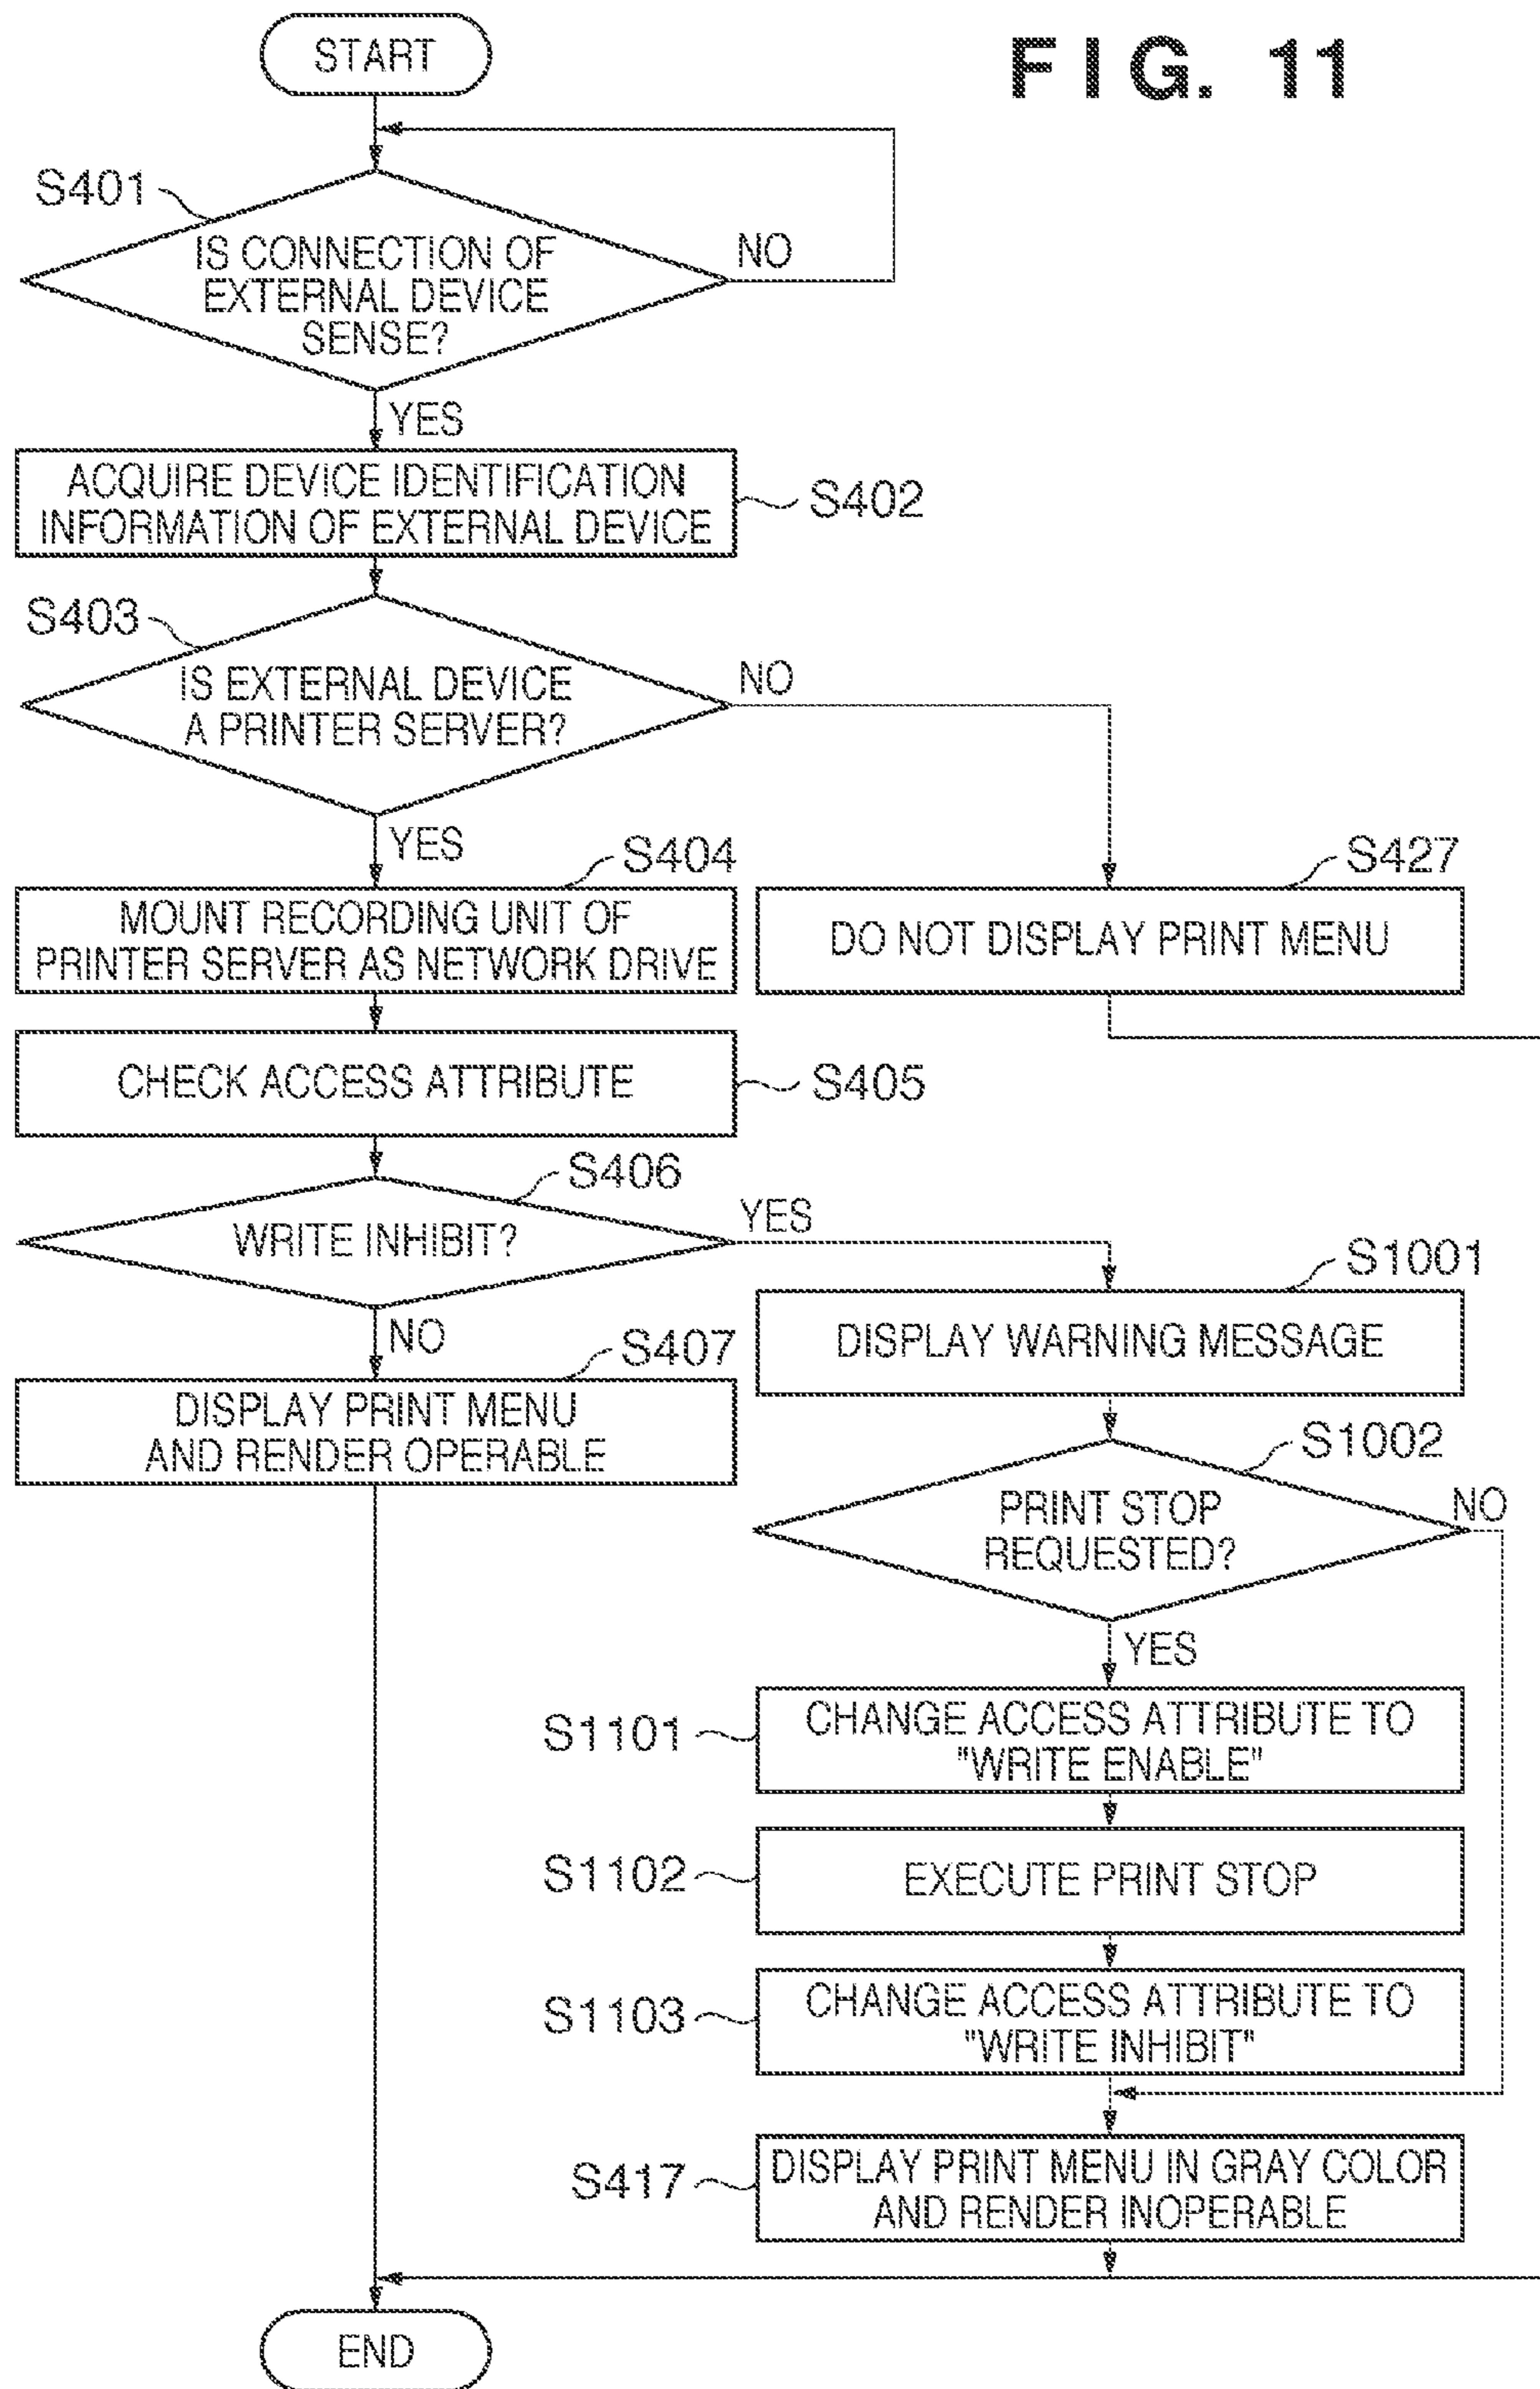 START
FIG. 11
S401
IS CONNECTION OF
EXTERNAL DEVICE
SENSE?
NO
YES
ACQUIRE DEVICE IDENTIFICATION
INFORMATION OF EXTERNAL DEVICE
S402
S403
IS EXTERNAL DEVICE
A PRINTER SERVER?
NO
YES
S404
MOUNT RECORDING UNIT OF
PRINTER SERVER AS NETWORK DRIVE
S427
DO NOT DISPLAY PRINT MENU
CHECK ACCESS ATTRIBUTE
S405
S406
WRITE INHIBIT?
YES
NO
S407
DISPLAY PRINT MENU
AND RENDER OPERABLE
S1001
DISPLAY WARNING MESSAGE
S1002
PRINT STOP
REQUESTED?
NO
YES
S1101
CHANGE ACCESS ATTRIBUTE TO
"WRITE ENABLE"
S1102
EXECUTE PRINT STOP
S1103
CHANGE ACCESS ATTRIBUTE TO
"WRITE INHIBIT"
S417
DISPLAY PRINT MENU IN GRAY COLOR
AND RENDER INOPERABLE
END